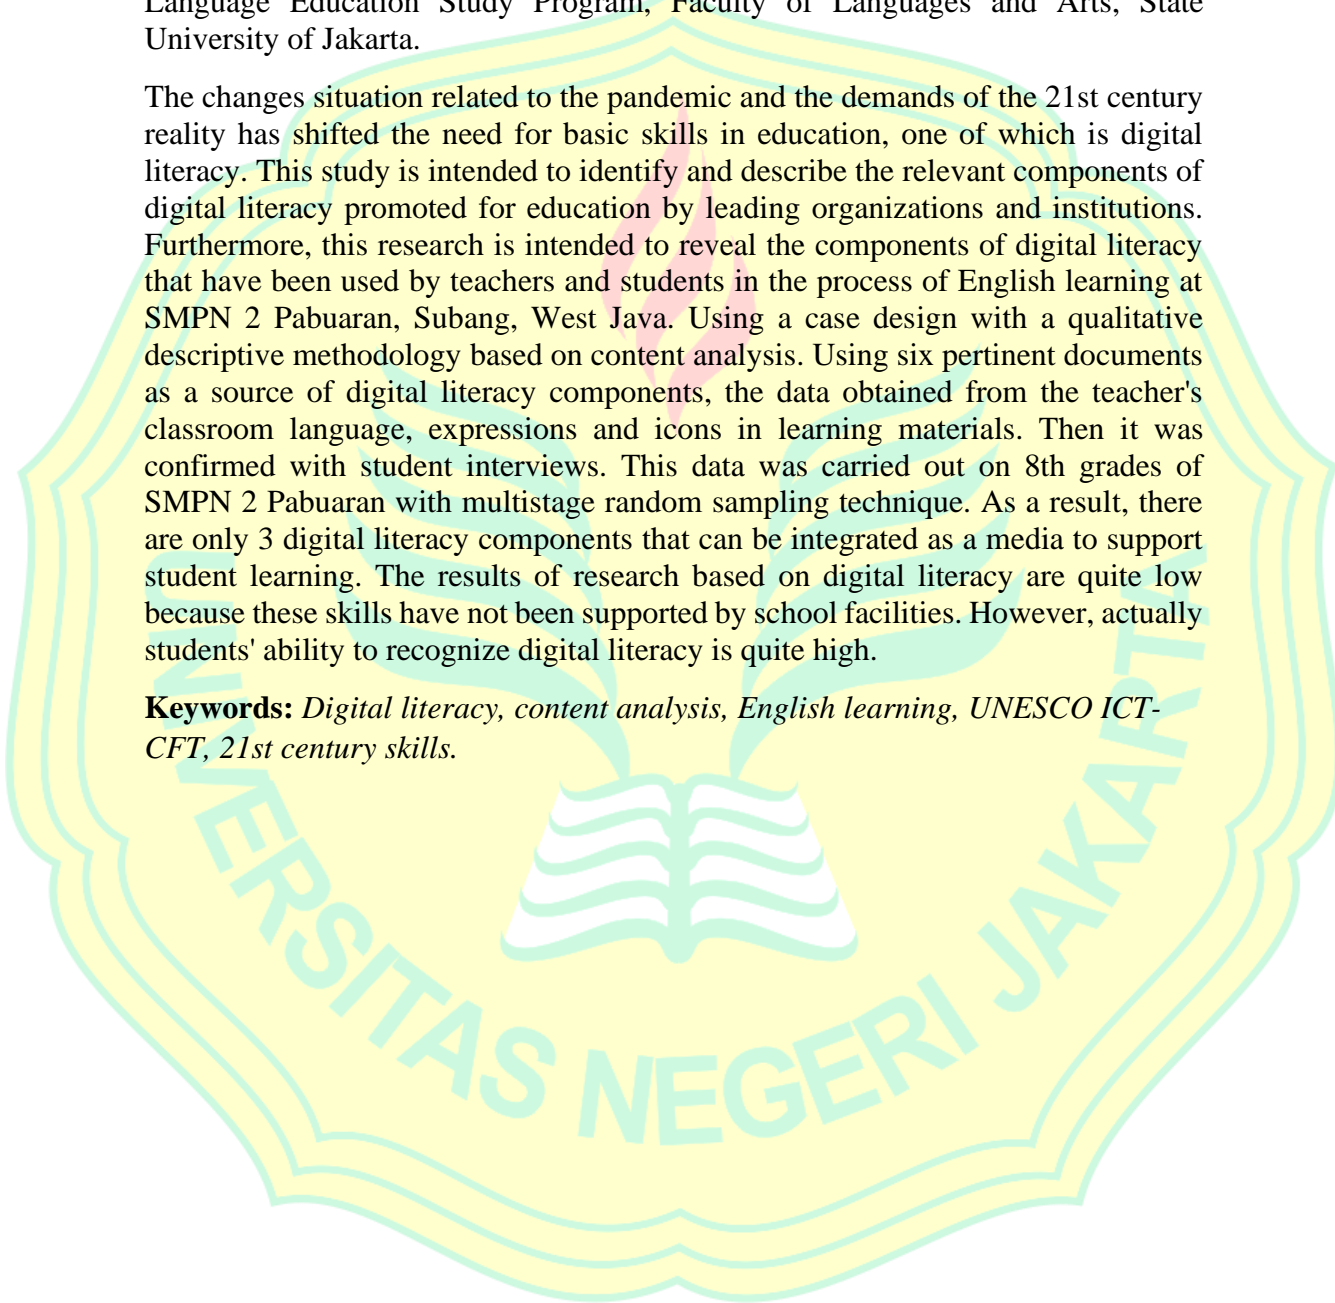 Language Education Study Program, Faculty of Languages and Arts, State
University of Jakarta.
The changes situation related to the pandemic and the demands of the 21st century
reality has shifted the need for basic skills in education, one of which is digital
literacy. This study is intended to identify and describe the relevant components of
digital literacy promoted for education by leading organizations and institutions.
Furthermore, this research is intended to reveal the components of digital literacy
that have been used by teachers and students in the process of English learning at
SMPN 2 Pabuaran, Subang, West Java. Using a case design with a qualitative
descriptive methodology based on content analysis. Using six pertinent documents
as a source of digital literacy components, the data obtained from the teacher's
classroom language, expressions and icons in learning materials. Then it was
confirmed with student interviews. This data was carried out on 8th grades of
SMPN 2 Pabuaran with multistage random sampling technique. As a result, there
are only 3 digital literacy components that can be integrated as a media to support
student learning. The results of research based on digital literacy are quite low
because these skills have not been supported by school facilities. However, actually
students' ability to recognize digital literacy is quite high.
Keywords: Digital literacy, content analysis, English learning, UNESCO ICT-
CFT, 21st century skills.
UNIVERSITAS NEGERI JAKARTA